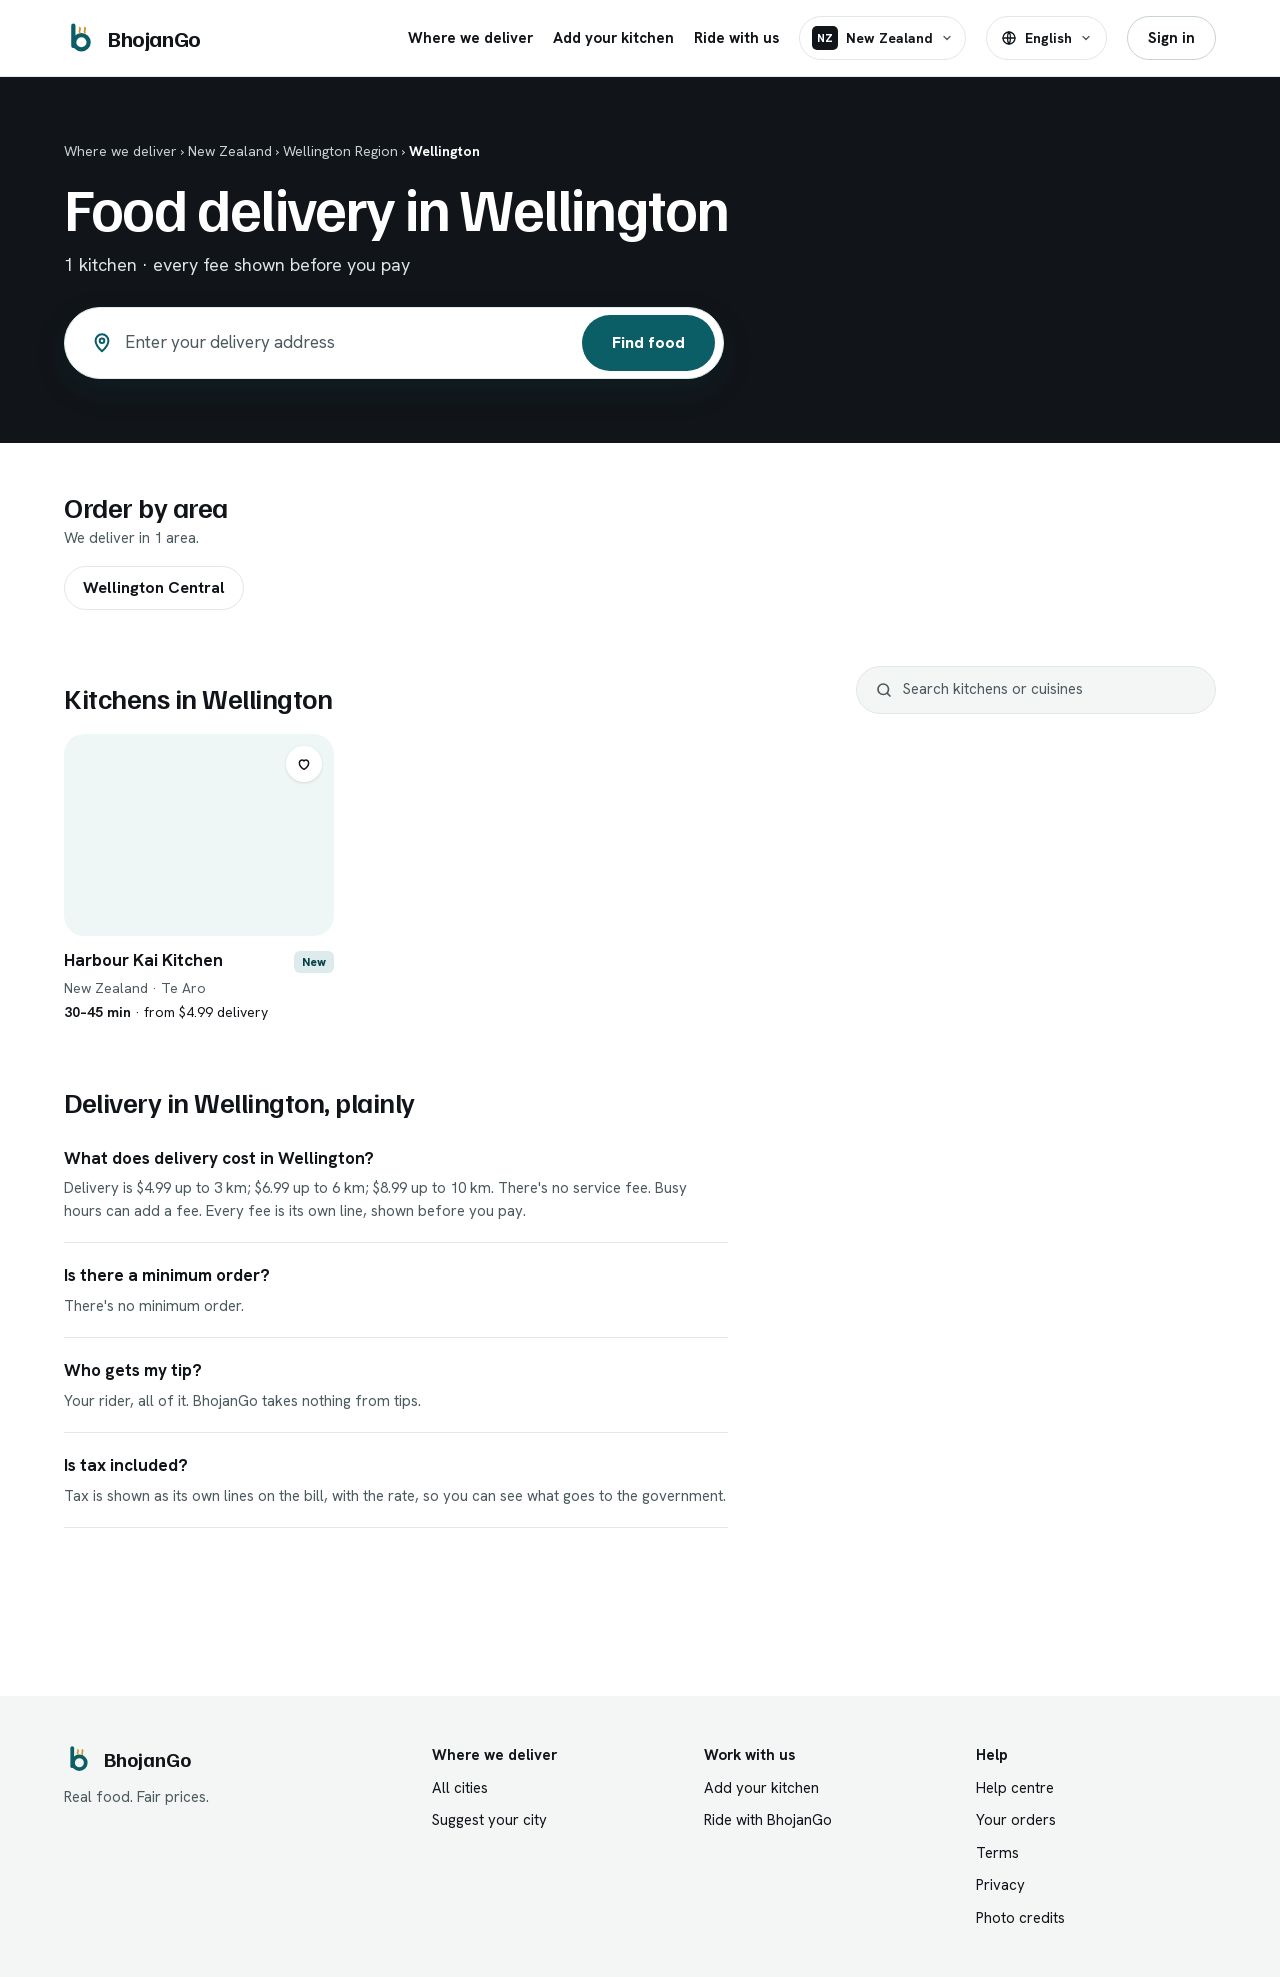 BhojanGo
Where we deliver
Add your kitchen
Ride with us
NZ New Zealand
English
Sign in
Where we deliver › New Zealand › Wellington Region › Wellington
Food delivery in Wellington
1 kitchen · every fee shown before you pay
Enter your delivery address
Find food
Order by area
We deliver in 1 area.
Wellington Central
Kitchens in Wellington
Search kitchens or cuisines
Harbour Kai Kitchen
New
New Zealand · Te Aro
30–45 min · from $4.99 delivery
Delivery in Wellington, plainly
What does delivery cost in Wellington?
Delivery is $4.99 up to 3 km; $6.99 up to 6 km; $8.99 up to 10 km. There's no service fee. Busy
hours can add a fee. Every fee is its own line, shown before you pay.
Is there a minimum order?
There's no minimum order.
Who gets my tip?
Your rider, all of it. BhojanGo takes nothing from tips.
Is tax included?
Tax is shown as its own lines on the bill, with the rate, so you can see what goes to the government.
BhojanGo
Real food. Fair prices.
Where we deliver
All cities
Suggest your city
Work with us
Add your kitchen
Ride with BhojanGo
Help
Help centre
Your orders
Terms
Privacy
Photo credits